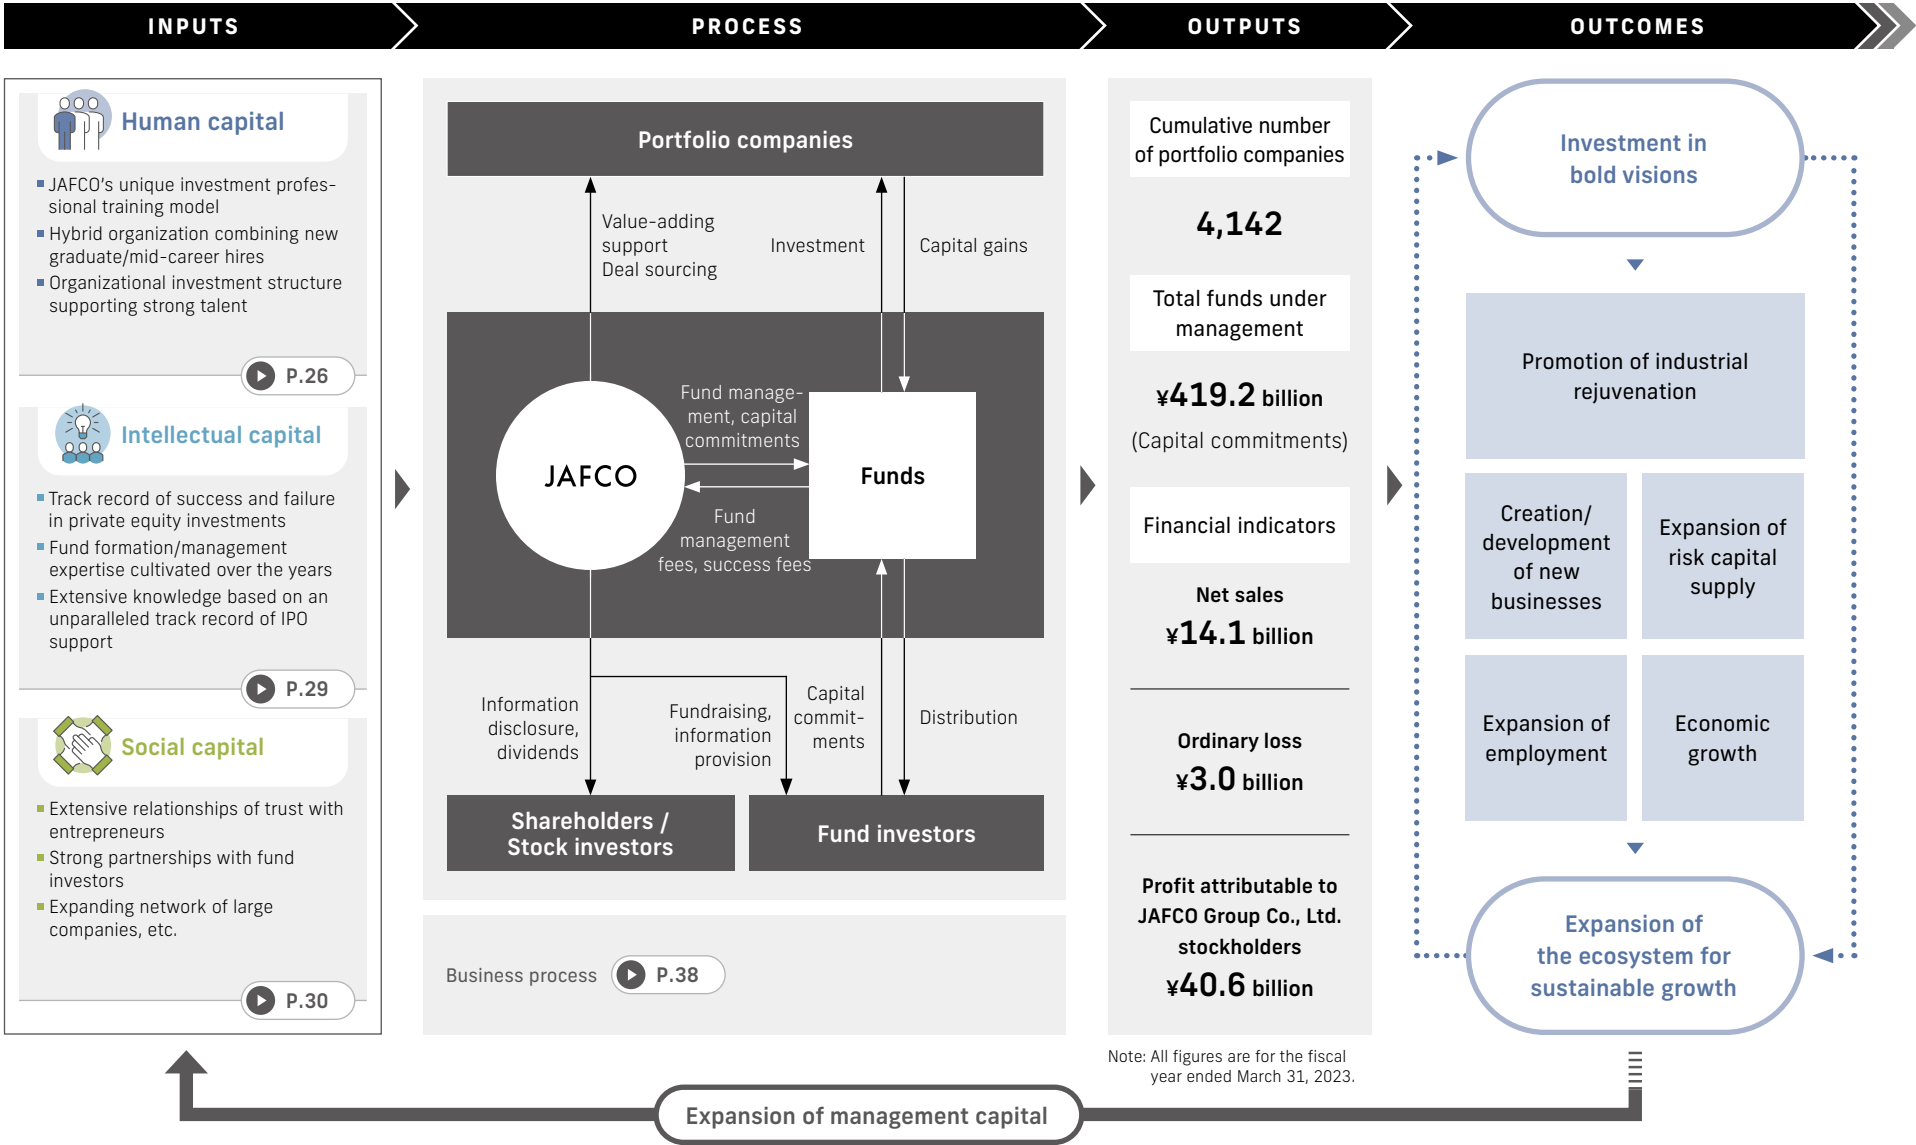 INPUTS
PROCESS
OUTPUTS
OUTCOMES
Human capital
JAFCO's unique investment profes-
sional training model
Hybrid organization combining new
graduate/mid-career hires
Organizational investment structure
supporting strong talent
P.26
Intellectual capital
Track record of success and failure
in private equity investments
Fund formation/management
expertise cultivated over the years
Extensive knowledge based on an
unparalleled track record of IPO
support
P.29
Social capital
Extensive relationships of trust with
entrepreneurs
Strong partnerships with fund
investors
Expanding network of large
companies, etc.
P.30
Portfolio companies
Value-adding
support
Deal sourcing
Investment
Capital gains
JAFCO
Fund manage-
ment, capital
commitments
Fund
management
fees, success fees
Funds
Information
disclosure,
dividends
Fundraising,
information
provision
Capital
commit-
ments
Distribution
Shareholders /
Stock investors
Fund investors
Business process
P.38
Cumulative number
of portfolio companies
4,142
Total funds under
management
¥419.2 billion
(Capital commitments)
Financial indicators
Net sales
¥14.1 billion
Ordinary loss
¥3.0 billion
Profit attributable to
JAFCO Group Co., Ltd.
stockholders
¥40.6 billion
Note: All figures are for the fiscal
year ended March 31, 2023.
Investment in
bold visions
Promotion of industrial
rejuvenation
Creation/
development
of new
businesses
Expansion of
risk capital
supply
Expansion of
employment
Economic
growth
Expansion of
the ecosystem for
sustainable growth
Expansion of management capital